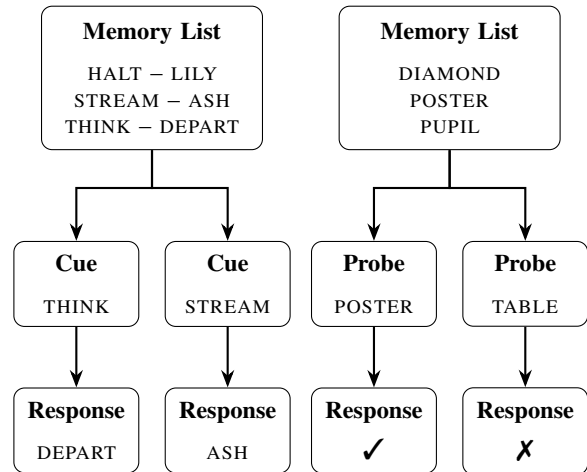 Memory List
HALT – LILY
STREAM – ASH
THINK – DEPART
Memory List
DIAMOND
POSTER
PUPIL
Cue
THINK
Cue
STREAM
Probe
POSTER
Probe
TABLE
Response
DEPART
Response
ASH
Response
✓
Response
✗